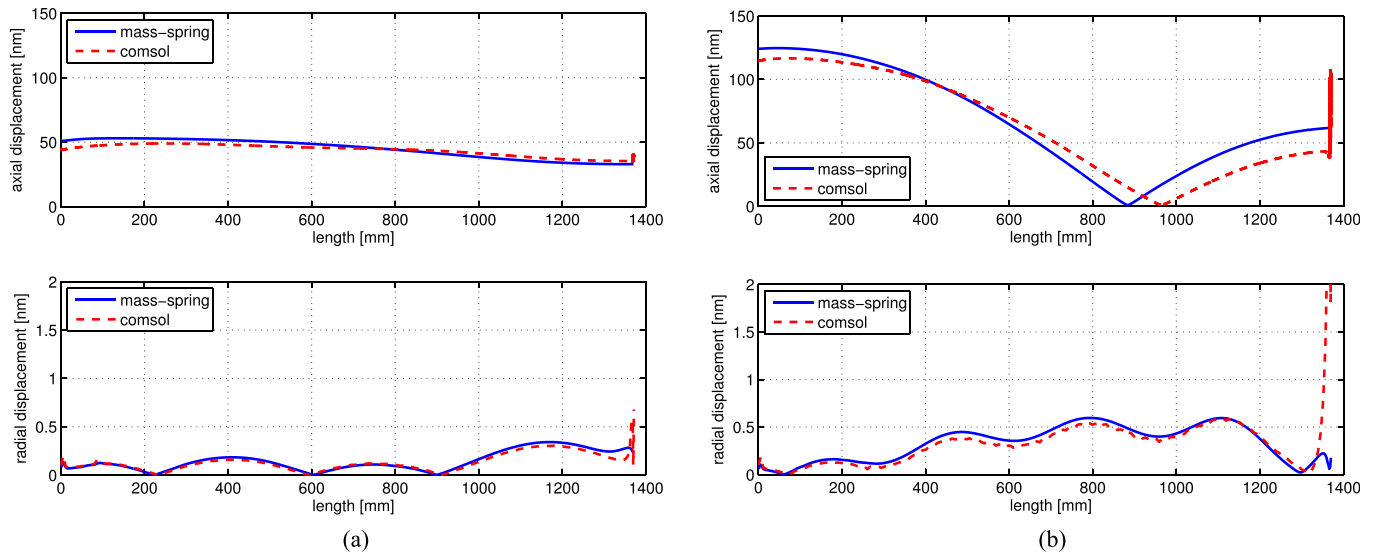 axial displacement [nm]
150
100
50
0
mass−spring
comsol
0 200 400 600 800 1000 1200 1400
length [mm]
radial displacement [nm]
2
1.5
1
0.5
0
mass−spring
comsol
0 200 400 600 800 1000 1200 1400
length [mm]
(a)
axial displacement [nm]
150
100
50
0
mass−spring
comsol
0 200 400 600 800 1000 1200 1400
length [mm]
radial displacement [nm]
2
1.5
1
0.5
0
mass−spring
comsol
0 200 400 600 800 1000 1200 1400
length [mm]
(b)